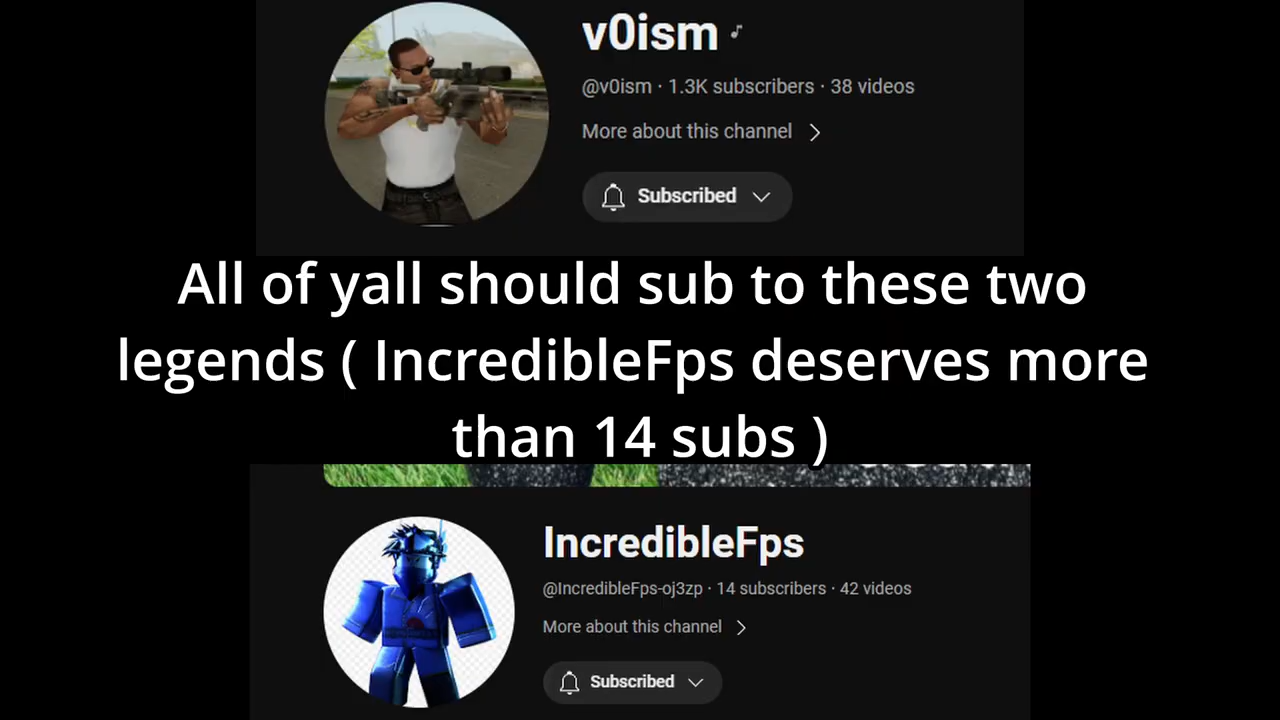 v0ism ♪
@v0ism · 1.3K subscribers · 38 videos
More about this channel
Subscribed
All of yall should sub to these two
legends ( IncredibleFps deserves more
than 14 subs )
IncredibleFps
@IncredibleFps-oj3zp · 14 subscribers · 42 videos
More about this channel
Subscribed